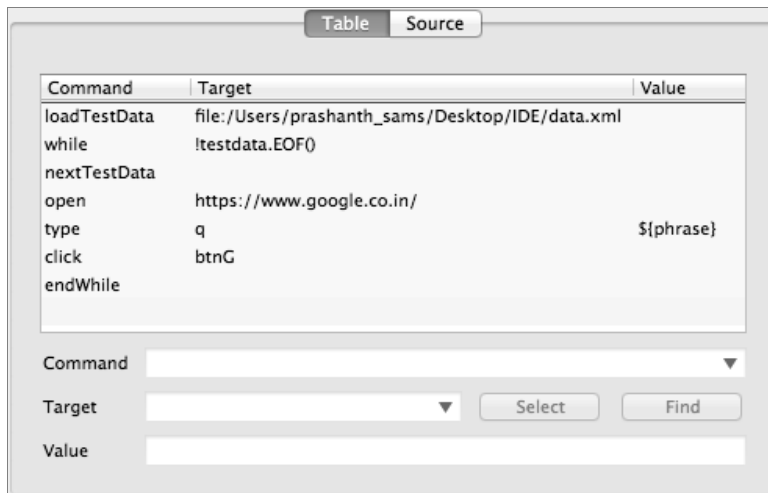 Table Source
Command Target Value
loadTestData file:/Users/prashanth_sams/Desktop/IDE/data.xml
while !testdata.EOF()
nextTestData
open https://www.google.co.in/
type q ${phrase}
click btnG
endWhile
Command
Target Select Find
Value